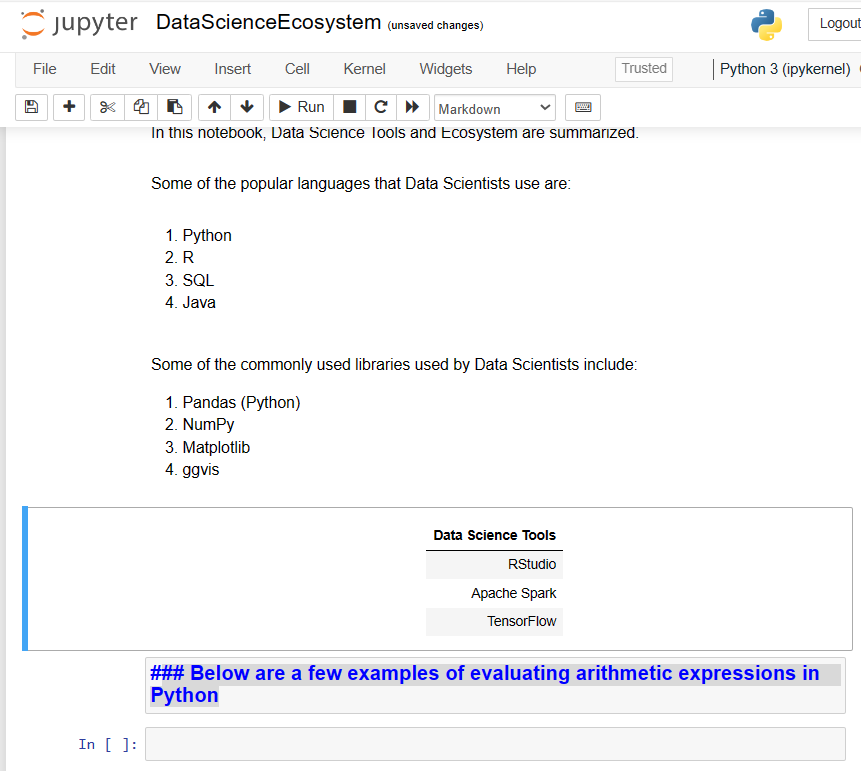 jupyter DataScienceEcosystem (unsaved changes)
Logout
File Edit View Insert Cell Kernel Widgets Help Trusted Python 3 (ipykernel)
Run Markdown
In this notebook, Data Science Tools and Ecosystem are summarized.
Some of the popular languages that Data Scientists use are:
1. Python
2. R
3. SQL
4. Java
Some of the commonly used libraries used by Data Scientists include:
1. Pandas (Python)
2. NumPy
3. Matplotlib
4. ggvis
Data Science Tools
RStudio
Apache Spark
TensorFlow
### Below are a few examples of evaluating arithmetic expressions in
Python
In [ ]: